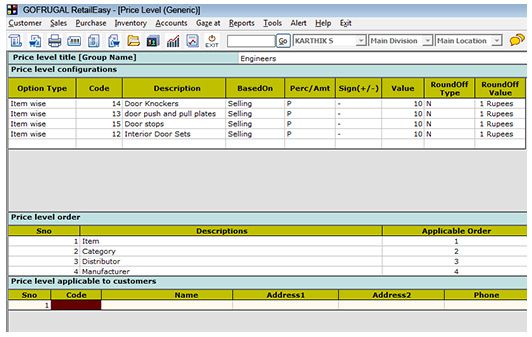 GOFRUGAL RetailEasy - [Price Level (Generic)]
Customer Sales Purchase Inventory Accounts Gaze at Reports Tools Alert Help Exit
EXIT Go KARTHIK S Main Division Main Location
Price level title [Group Name] Engineers
Price level configurations
Option Type Code Description BasedOn Perc/Amt Sign(+/-) Value RoundOff Type RoundOff Value
Item wise 14 Door Knockers Selling P - 10 N 1 Rupees
Item wise 13 door push and pull plates Selling P - 10 N 1 Rupees
Item wise 15 Door stops Selling P - 10 N 1 Rupees
Item wise 12 Interior Door Sets Selling P - 10 N 1 Rupees
Price level order
Sno Descriptions Applicable Order
1 Item 1
2 Category 2
3 Distributor 3
4 Manufacturer 4
Price level applicable to customers
Sno Code Name Address1 Address2 Phone
1